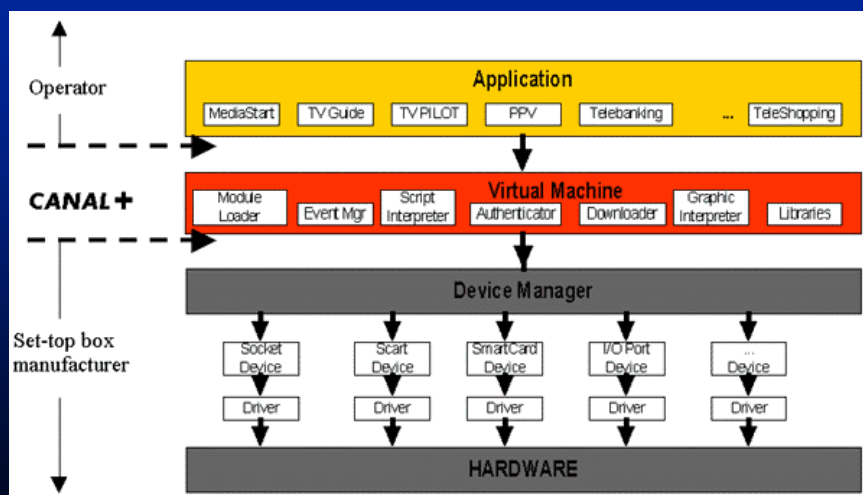 Operator
Application
MediaStart
TV Guide
TV PILOT
PPV
Telebanking
...
TeleShopping
CANAL+
Virtual Machine
Module
Loader
Event Mgr
Script
Interpreter
Authenticator
Downloader
Graphic
Interpreter
Libraries
Set-top box
manufacturer
Device Manager
Socket
Device
Scart
Device
SmartCard
Device
I/O Port
Device
...
Device
Driver
Driver
Driver
Driver
Driver
HARDWARE